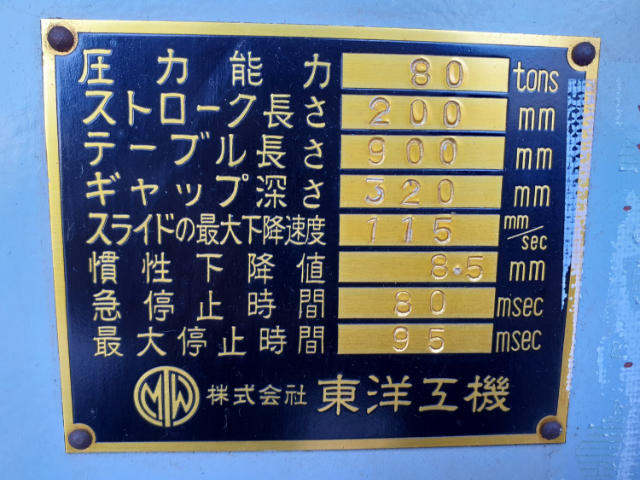 圧力能力 80 tons
ストローク長さ 200 mm
テーブル長さ 900 mm
ギャップ深さ 320 mm
スライドの最大下降速度 115 mm/sec
慣性下降値 8.5 mm
急停止時間 80 msec
最大停止時間 95 msec
MTW 株式会社 東洋工機